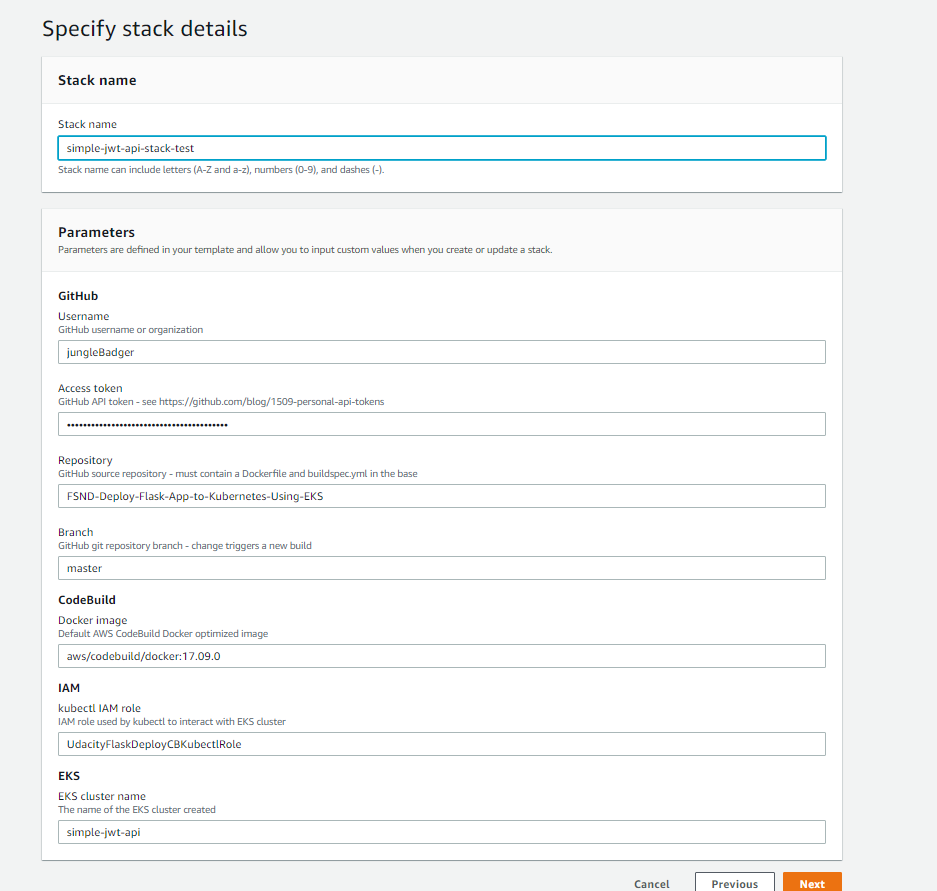 Specify stack details
Stack name
Stack name
simple-jwt-api-stack-test
Stack name can include letters (A-Z and a-z), numbers (0-9), and dashes (-).
Parameters
Parameters are defined in your template and allow you to input custom values when you create or update a stack.
GitHub
Username
GitHub username or organization
jungleBadger
Access token
GitHub API token - see https://github.com/blog/1509-personal-api-tokens
Repository
GitHub source repository - must contain a Dockerfile and buildspec.yml in the base
FSND-Deploy-Flask-App-to-Kubernetes-Using-EKS
Branch
GitHub git repository branch - change triggers a new build
master
CodeBuild
Docker image
Default AWS CodeBuild Docker optimized image
aws/codebuild/docker:17.09.0
IAM
kubectl IAM role
IAM role used by kubectl to interact with EKS cluster
UdacityFlaskDeployCBKubectlRole
EKS
EKS cluster name
The name of the EKS cluster created
simple-jwt-api
Cancel Previous Next